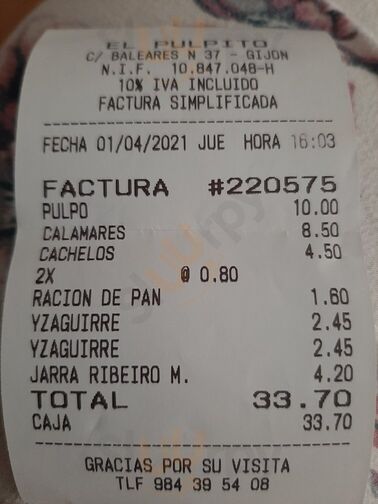 EL PULPITO
C/ BALEARES N 37 - GIJON
N.I.F. 10.847.048-H
10% IVA INCLUIDO
FACTURA SIMPLIFICADA
FECHA 01/04/2021 JUE HORA 16:03
FACTURA #220575
PULPO 10.00
CALAMARES 8.50
CACHELOS 4.50
2X @ 0.80
RACION DE PAN 1.60
YZAGUIRRE 2.45
YZAGUIRRE 2.45
JARRA RIBEIRO M. 4.20
TOTAL 33.70
CAJA 33.70
GRACIAS POR SU VISITA
TLF 984 39 54 08